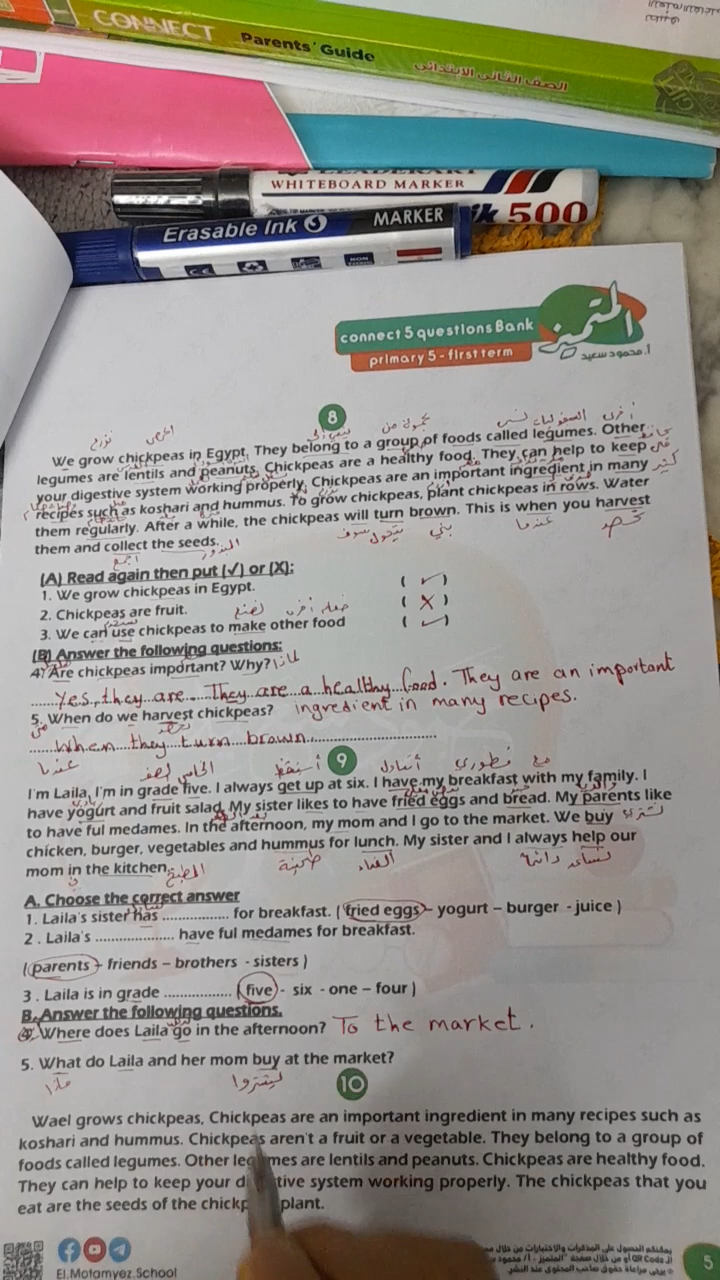 CONNECT Parents' Guide الصف الثاني الابتدائى
WHITEBOARD MARKER
500
Erasable Ink MARKER
connect 5 questions Bank
primary 5 - first term
المتميز
أ. محمود سعيد
8
We grow chickpeas in Egypt. They belong to a group of foods called legumes. Other
legumes are lentils and peanuts. Chickpeas are a healthy food. They can help to keep
your digestive system working properly. Chickpeas are an important ingredient in many
recipes such as koshari and hummus. To grow chickpeas, plant chickpeas in rows. Water
them regularly. After a while, the chickpeas will turn brown. This is when you harvest
them and collect the seeds.
بني عندما تحصد
البذور
(A) Read again then put (√) or (X):
1. We grow chickpeas in Egypt. ( ✓ )
2. Chickpeas are fruit. ( X )
3. We can use chickpeas to make other food ( ✓ )
(B) Answer the following questions:
4) Are chickpeas important? Why? لماذا
Yes, they are. They are a healthy food. They are an important
5. When do we harvest chickpeas? ingredient in many recipes.
When they turn brown
عندما
9
I'm Laila, I'm in grade five. I always get up at six. I have my breakfast with my family. I
have yogurt and fruit salad. My sister likes to have fried eggs and bread. My parents like
to have ful medames. In the afternoon, my mom and I go to the market. We buy
chicken, burger, vegetables and hummus for lunch. My sister and I always help our
mom in the kitchen.
المطبخ الغداء
A. Choose the correct answer
1. Laila's sister has ................. for breakfast. ( fried eggs – yogurt – burger - juice )
2 . Laila's .................... have ful medames for breakfast.
( parents – friends – brothers - sisters )
3 . Laila is in grade ................. ( five - six - one – four )
B. Answer the following questions.
4. Where does Laila go in the afternoon? To the market.
5. What do Laila and her mom buy at the market?
ماذا ليشتروا
10
Wael grows chickpeas, Chickpeas are an important ingredient in many recipes such as
koshari and hummus. Chickpeas aren't a fruit or a vegetable. They belong to a group of
foods called legumes. Other legumes are lentils and peanuts. Chickpeas are healthy food.
They can help to keep your digestive system working properly. The chickpeas that you
eat are the seeds of the chickpea plant.
El.Motamyez.School
5